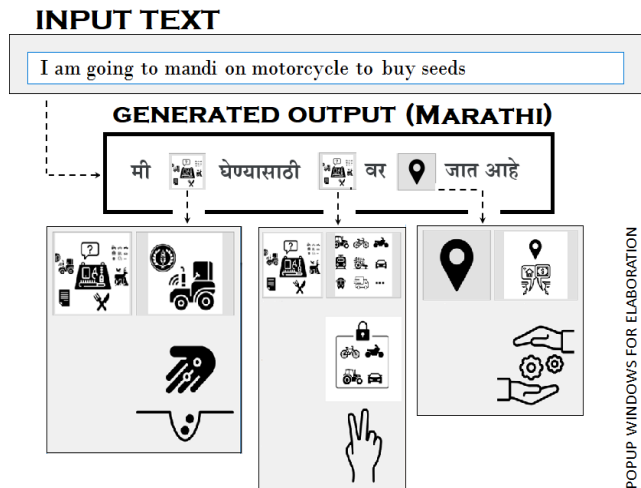 INPUT TEXT
I am going to mandi on motorcycle to buy seeds
GENERATED OUTPUT (MARATHI)
मी घेण्यासाठी वर जात आहे
POPUP WINDOWS FOR ELABORATION